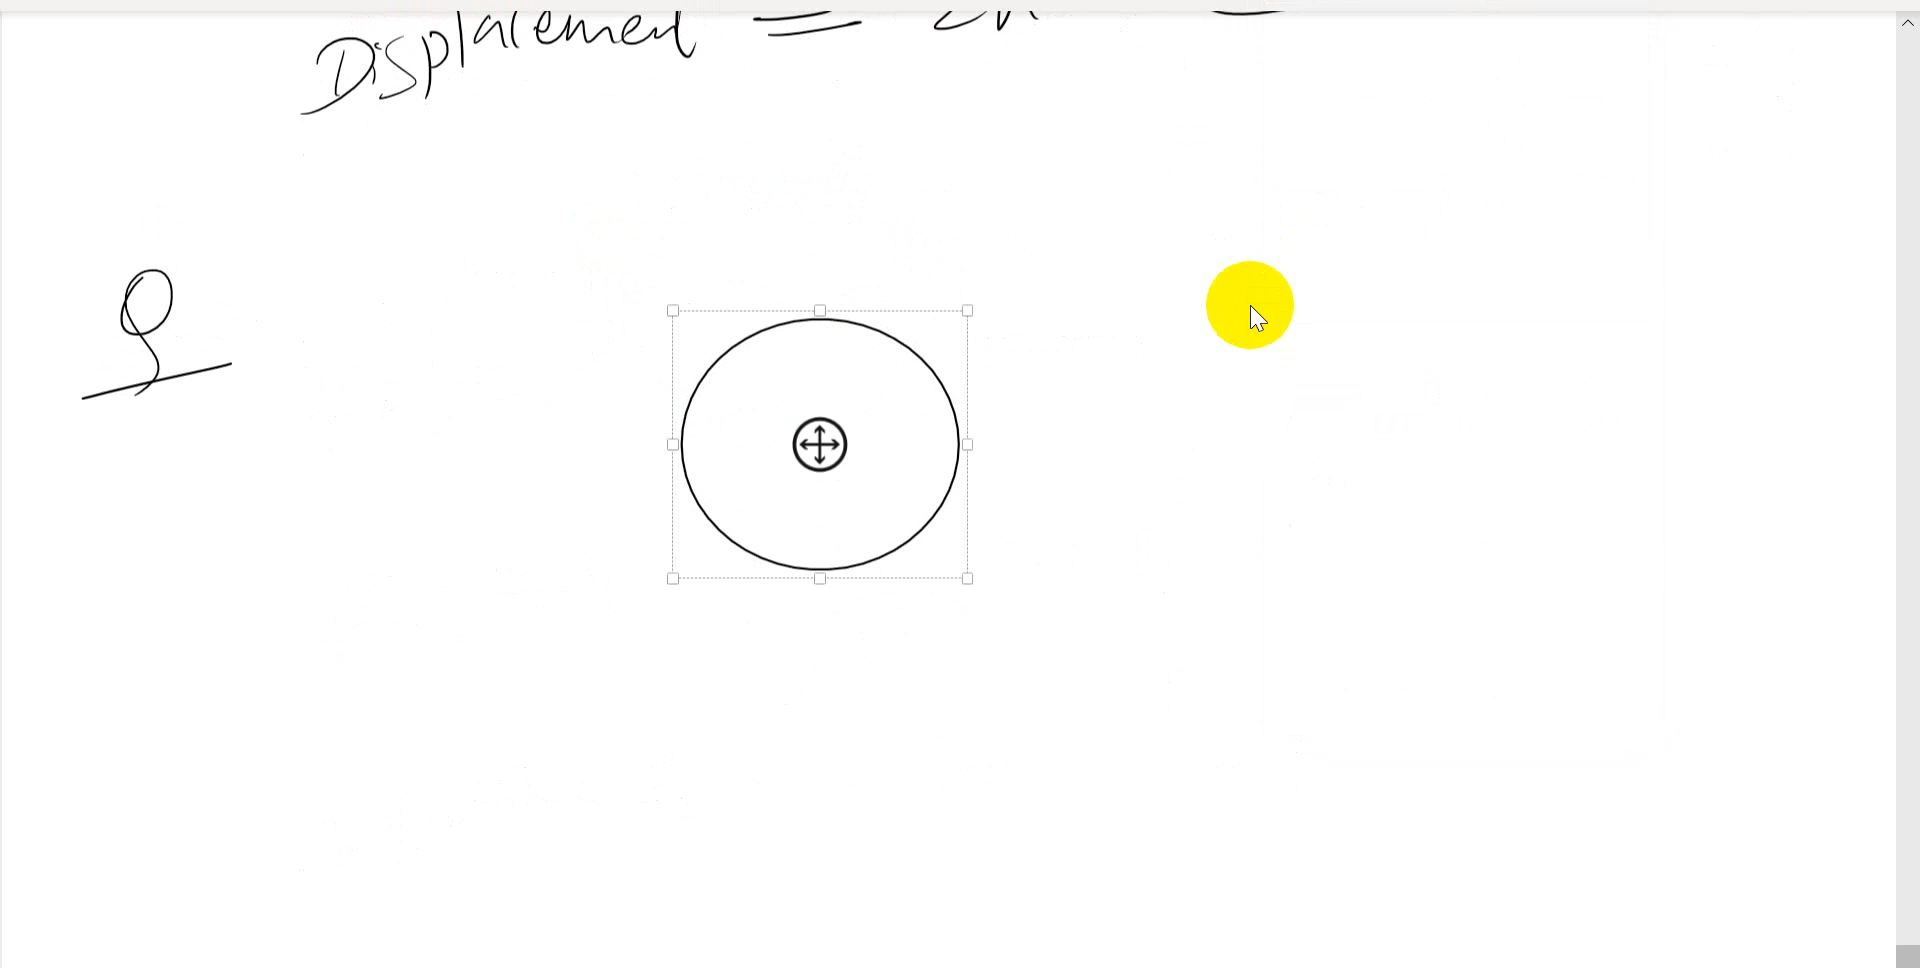 Displacement =
Q